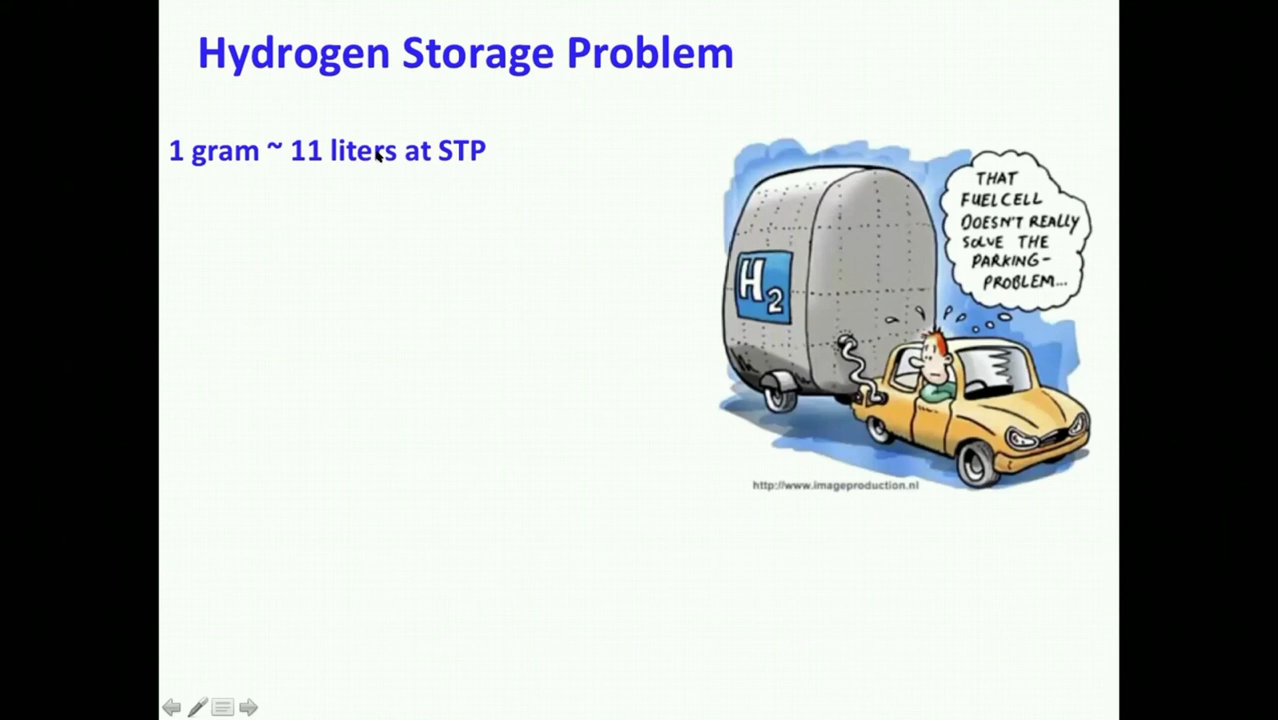 Hydrogen Storage Problem
1 gram ~ 11 liters at STP
THAT
FUELCELL
DOESN'T REALLY
SOLVE THE
PARKING-
PROBLEM...
H2
http://www.imageproduction.nl